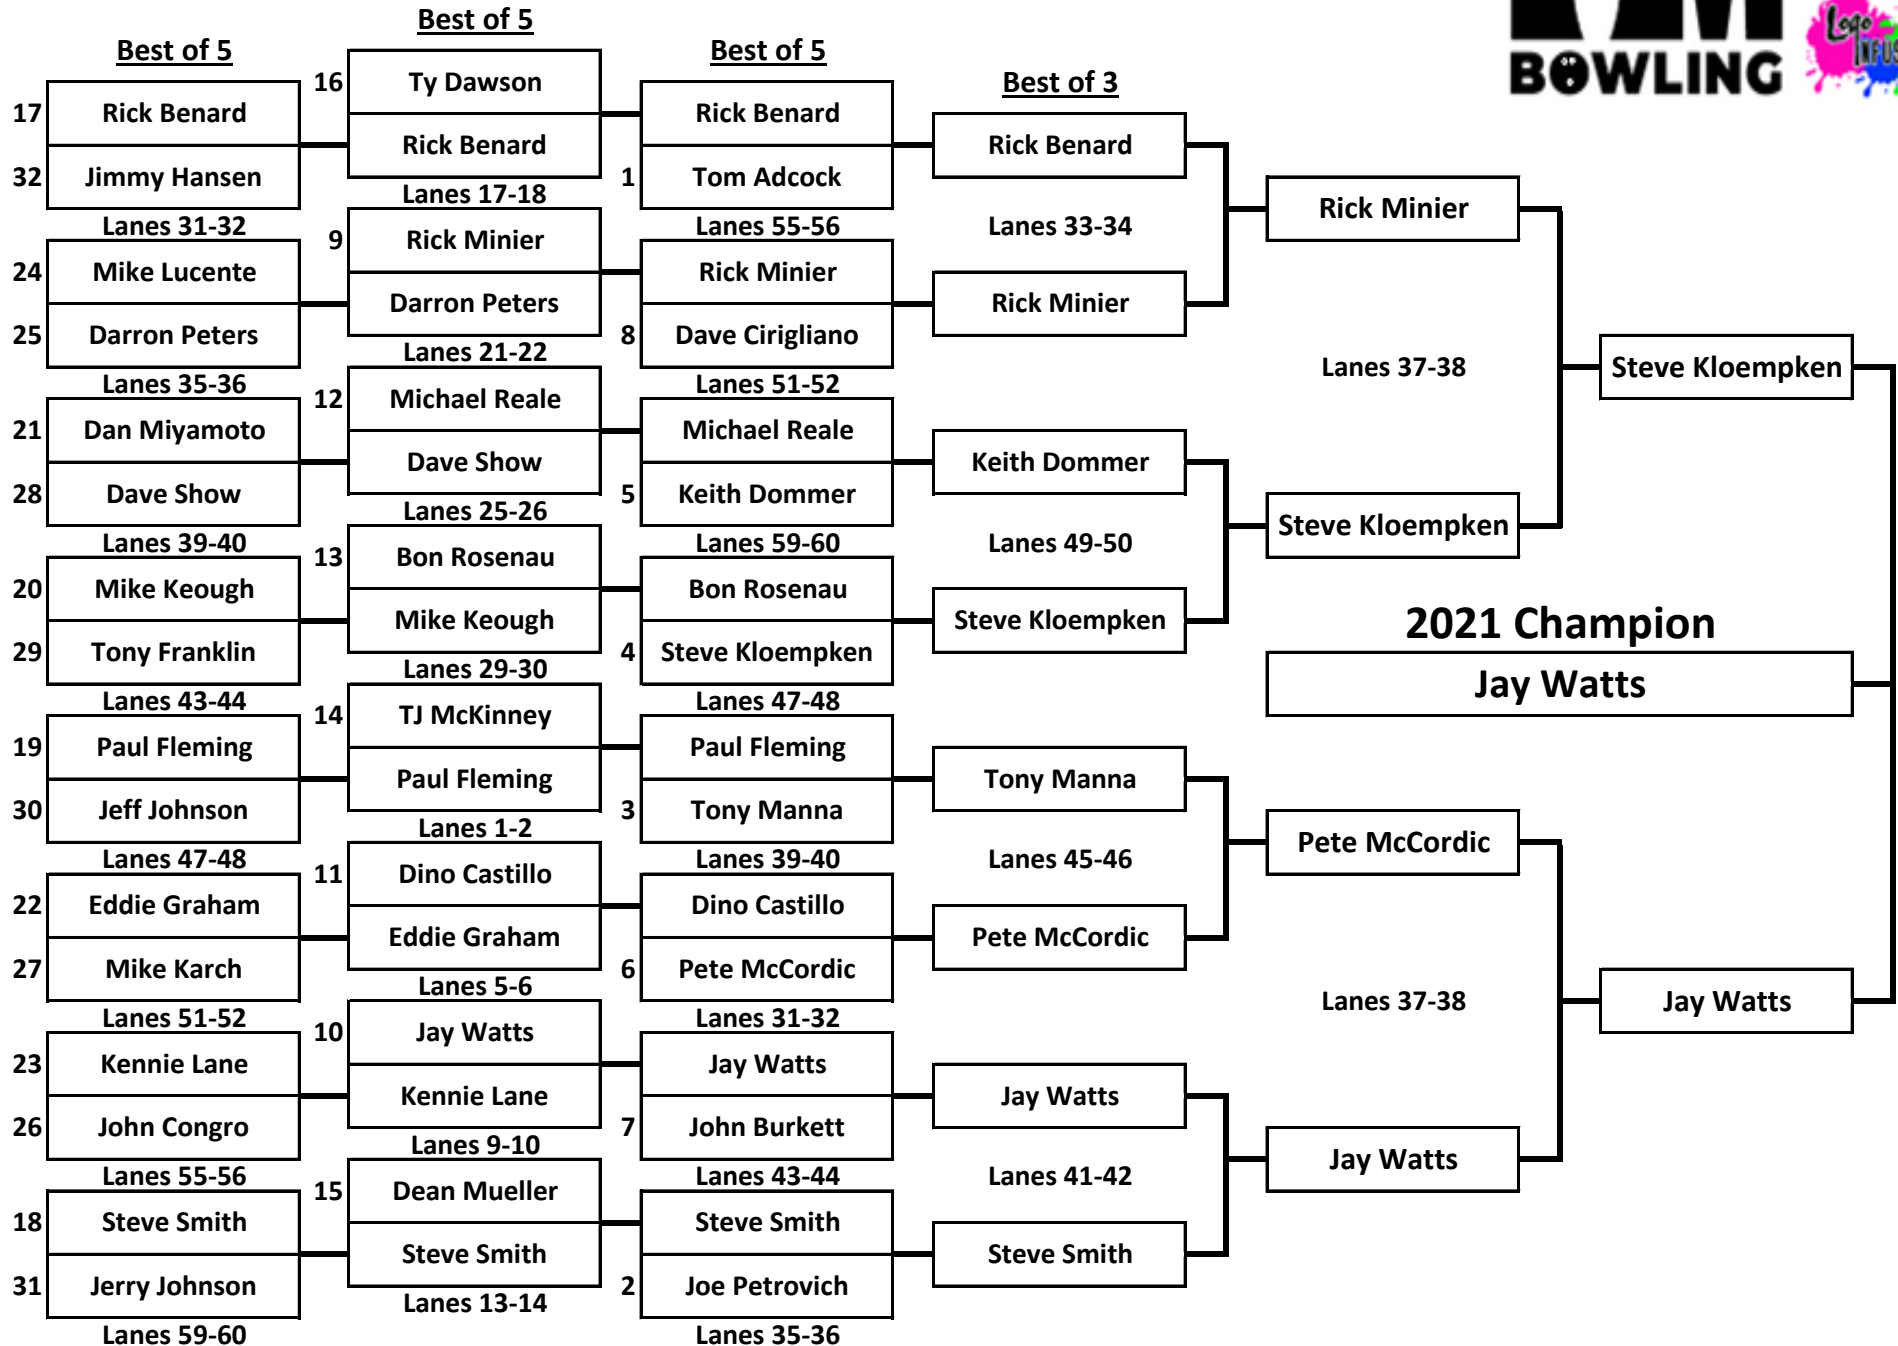 BOWLING
Logo
Best of 5
Best of 5
Best of 5
Best of 3
17 Rick Benard
32 Jimmy Hansen
Lanes 31-32
24 Mike Lucente
25 Darron Peters
Lanes 35-36
21 Dan Miyamoto
28 Dave Show
Lanes 39-40
20 Mike Keough
29 Tony Franklin
Lanes 43-44
19 Paul Fleming
30 Jeff Johnson
Lanes 47-48
22 Eddie Graham
27 Mike Karch
Lanes 51-52
23 Kennie Lane
26 John Congro
Lanes 55-56
18 Steve Smith
31 Jerry Johnson
Lanes 59-60
16 Ty Dawson
Rick Benard
Lanes 17-18
9 Rick Minier
Darron Peters
Lanes 21-22
12 Michael Reale
Dave Show
Lanes 25-26
13 Bon Rosenau
Mike Keough
Lanes 29-30
14 TJ McKinney
Paul Fleming
Lanes 1-2
11 Dino Castillo
Eddie Graham
Lanes 5-6
10 Jay Watts
Kennie Lane
Lanes 9-10
15 Dean Mueller
Steve Smith
Lanes 13-14
Rick Benard
1 Tom Adcock
Lanes 55-56
Rick Minier
8 Dave Cirigliano
Lanes 51-52
Michael Reale
5 Keith Dommer
Lanes 59-60
Bon Rosenau
4 Steve Kloempken
Lanes 47-48
Paul Fleming
3 Tony Manna
Lanes 39-40
Dino Castillo
6 Pete McCordic
Lanes 31-32
Jay Watts
7 John Burkett
Lanes 43-44
Steve Smith
2 Joe Petrovich
Lanes 35-36
Rick Benard
Lanes 33-34
Rick Minier
Keith Dommer
Lanes 49-50
Steve Kloempken
Tony Manna
Lanes 45-46
Pete McCordic
Jay Watts
Lanes 41-42
Steve Smith
Rick Minier
Lanes 37-38
Steve Kloempken
Pete McCordic
Lanes 37-38
Jay Watts
Steve Kloempken
2021 Champion
Jay Watts
Jay Watts